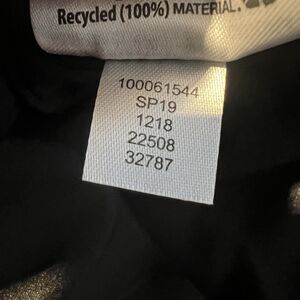 Recycled (100%) MATERIAL.
100061544
SP19
1218
22508
32787